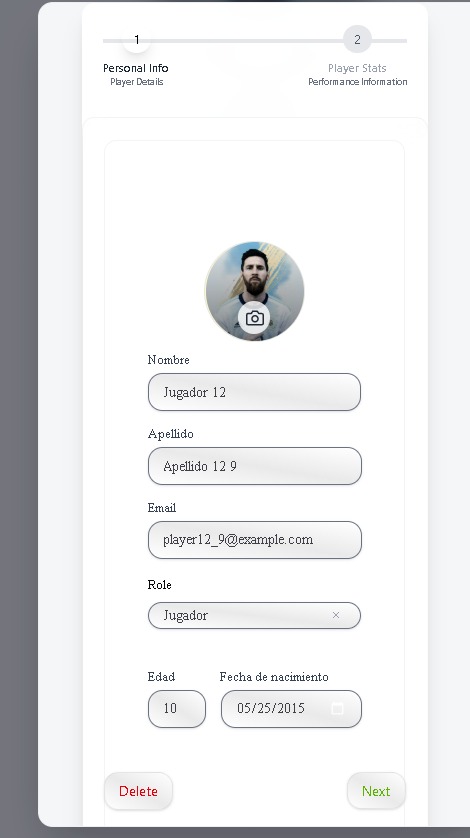 1
2
Personal Info
Player Stats
Player Details
Performance Information
Nombre
Jugador 12
Apellido
Apellido 12 9
Email
player12_9@example.com
Role
Jugador
Edad
Fecha de nacimiento
10
05/25/2015
Delete
Next